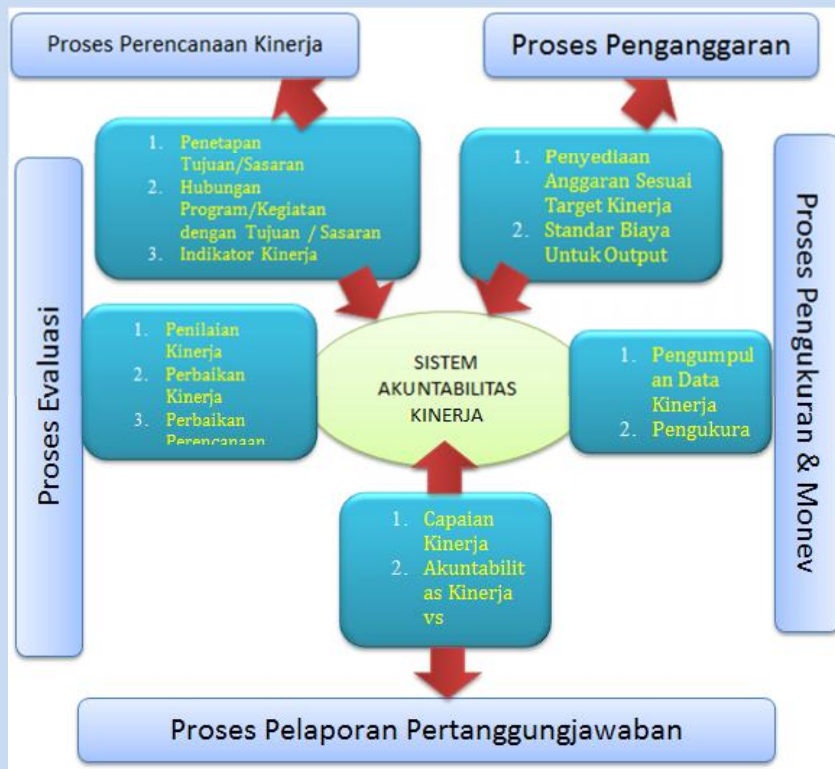 Proses Perencanaan Kinerja
Proses Penganggaran
1. Penetapan
Tujuan/Sasaran
2. Hubungan
Program/Kegiatan
dengan Tujuan / Sasaran
3. Indikator Kinerja
1. Penyediaan
Anggaran Sesuai
Target Kinerja
2. Standar Biaya
Untuk Output
Proses Evaluasi
1. Penilaian
Kinerja
2. Perbaikan
Kinerja
3. Perbaikan
Perencanaan
SISTEM
AKUNTABILITAS
KINERJA
1. Pengumpul
an Data
Kinerja
2. Pengukura
Proses Pengukuran & Monev
1. Capaian
Kinerja
2. Akuntabilit
as Kinerja
vs
Proses Pelaporan Pertanggungjawaban